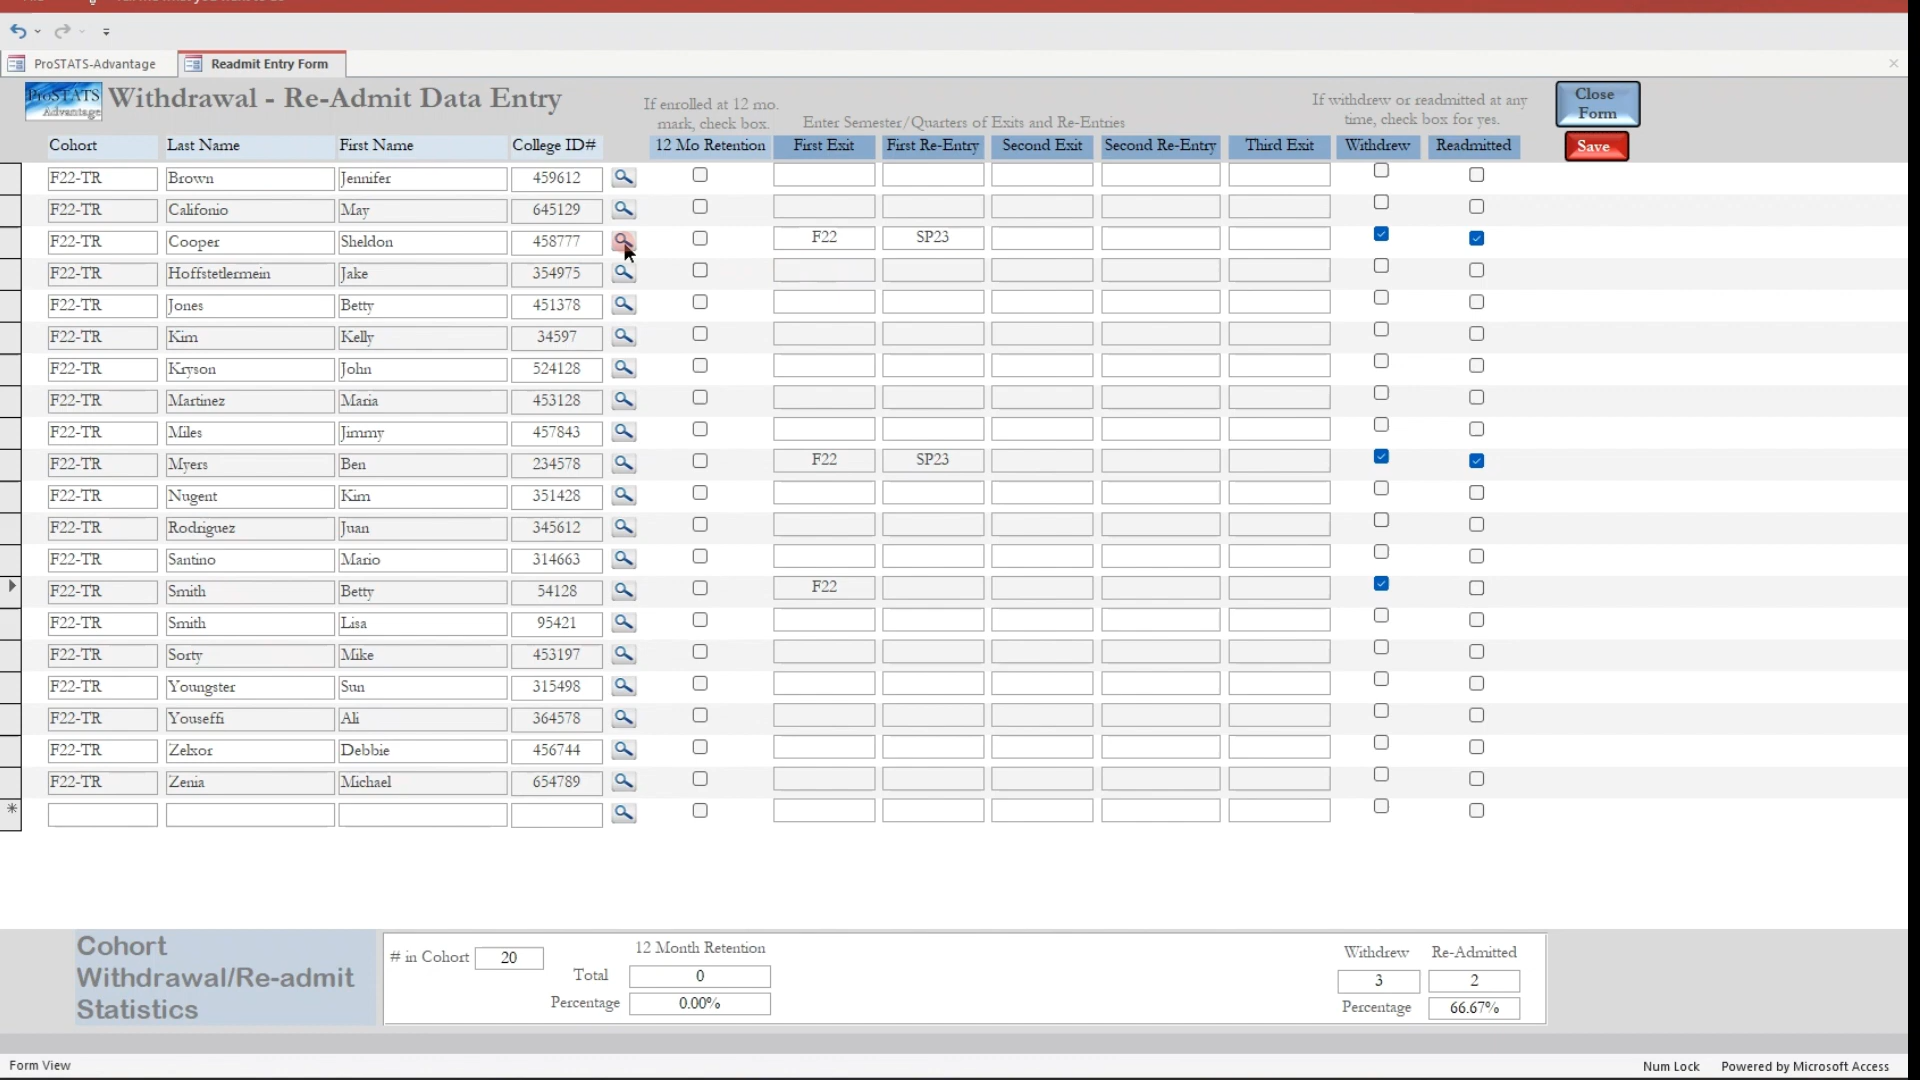 ProSTATS-Advantage
Readmit Entry Form
ProSTATS
Advantage
Withdrawal - Re-Admit Data Entry
If enrolled at 12 mo.
mark, check box.
Enter Semester/Quarters of Exits and Re-Entries
If withdrew or readmitted at any
time, check box for yes.
Close
Form
Save
Cohort Last Name First Name College ID# 12 Mo Retention First Exit First Re-Entry Second Exit Second Re-Entry Third Exit Withdrew Readmitted
F22-TR Brown Jennifer 459612
F22-TR Califonio May 645129
F22-TR Cooper Sheldon 458777 F22 SP23
F22-TR Hoffstetlermein Jake 354975
F22-TR Jones Betty 451378
F22-TR Kim Kelly 34597
F22-TR Kryson John 524128
F22-TR Martinez Maria 453128
F22-TR Miles Jimmy 457843
F22-TR Myers Ben 234578 F22 SP23
F22-TR Nugent Kim 351428
F22-TR Rodriguez Juan 345612
F22-TR Santino Mario 314663
F22-TR Smith Betty 54128 F22
F22-TR Smith Lisa 95421
F22-TR Sorty Mike 453197
F22-TR Youngster Sun 315498
F22-TR Youseffi Ali 364578
F22-TR Zelxor Debbie 456744
F22-TR Zenia Michael 654789
*
Cohort
Withdrawal/Re-admit
Statistics
# in Cohort 20
12 Month Retention
Total 0
Percentage 0.00%
Withdrew Re-Admitted
3 2
Percentage 66.67%
Form View
Num Lock Powered by Microsoft Access